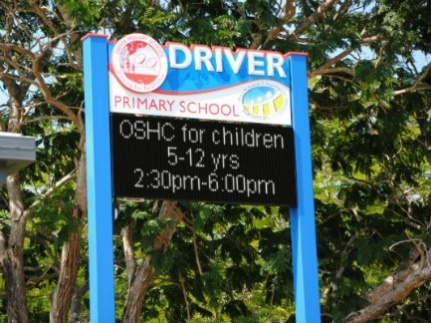 DRIVER
PRIMARY SCHOOL
OSHC for children
5-12 yrs
2:30pm-6:00pm